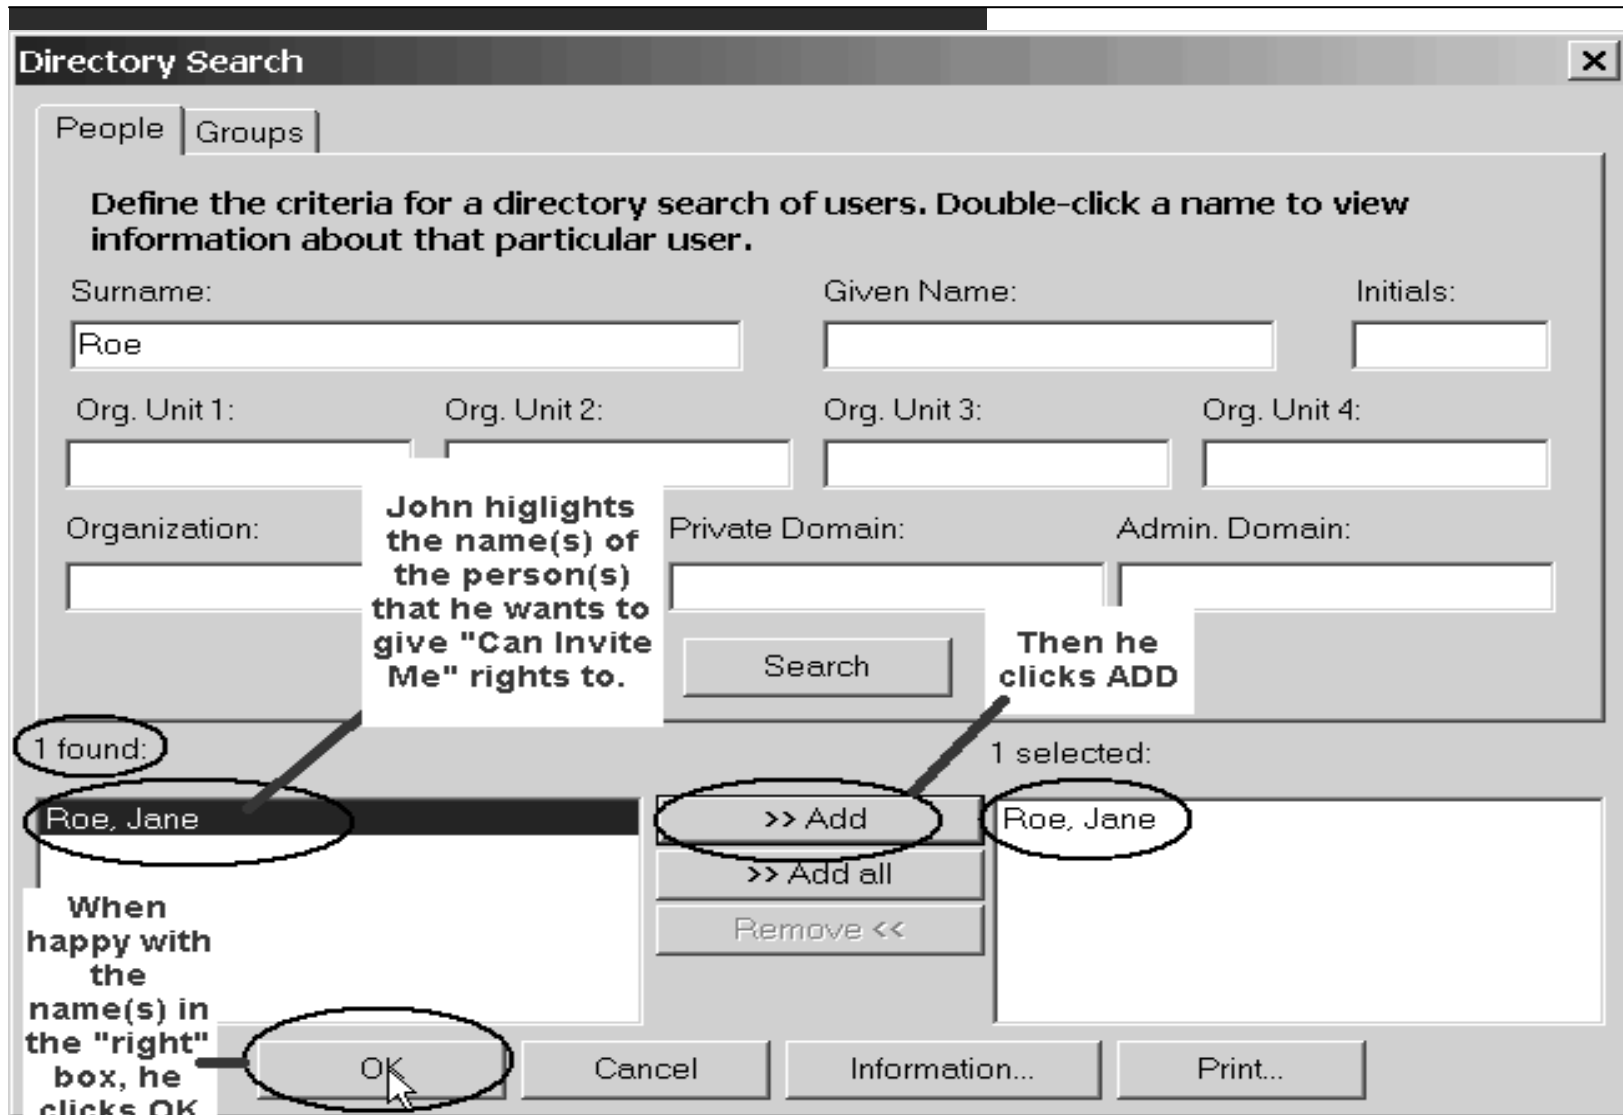 Directory Search
People
Groups
Define the criteria for a directory search of users. Double-click a name to view
information about that particular user.
Surname:
Given Name:
Initials:
Roe
Org. Unit 1:
Org. Unit 2:
Org. Unit 3:
Org. Unit 4:
John higlights
the name(s) of
the person(s)
that he wants to
give "Can Invite
Me" rights to.
Organization:
Private Domain:
Admin. Domain:
Search
Then he
clicks ADD
1 found:
1 selected:
Roe, Jane
>> Add
Roe, Jane
>> Add all
Remove <<
When
happy with
the
name(s) in
the "right"
box, he
clicks OK
OK
Cancel
Information...
Print...